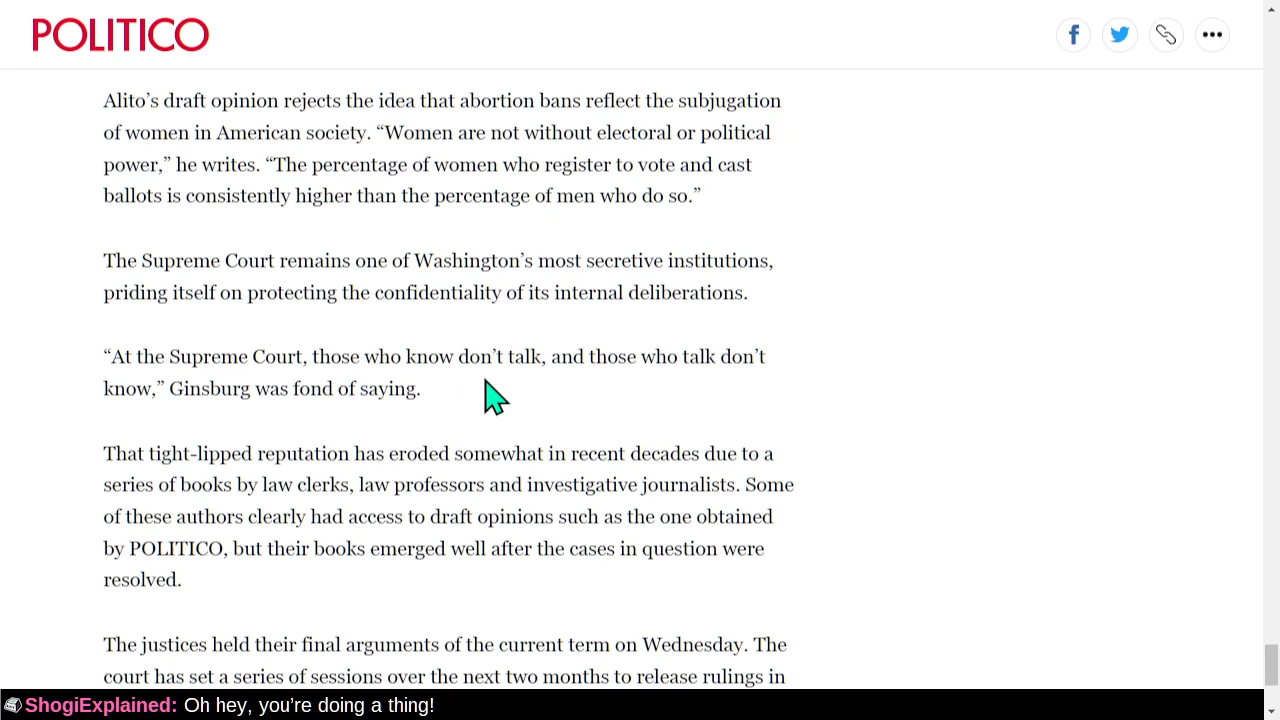 POLITICO
Alito’s draft opinion rejects the idea that abortion bans reflect the subjugation
of women in American society. “Women are not without electoral or political
power,” he writes. “The percentage of women who register to vote and cast
ballots is consistently higher than the percentage of men who do so.”
The Supreme Court remains one of Washington’s most secretive institutions,
priding itself on protecting the confidentiality of its internal deliberations.
“At the Supreme Court, those who know don’t talk, and those who talk don’t
know,” Ginsburg was fond of saying.
That tight-lipped reputation has eroded somewhat in recent decades due to a
series of books by law clerks, law professors and investigative journalists. Some
of these authors clearly had access to draft opinions such as the one obtained
by POLITICO, but their books emerged well after the cases in question were
resolved.
The justices held their final arguments of the current term on Wednesday. The
court has set a series of sessions over the next two months to release rulings in
ShogiExplained: Oh hey, you’re doing a thing!